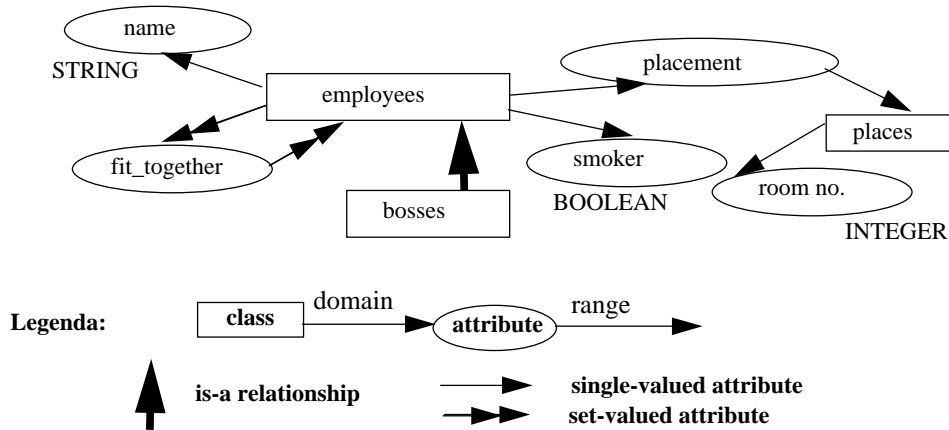 name
STRING
employees
placement
places
fit_together
smoker
room no.
BOOLEAN
bosses
INTEGER
Legenda:
class
domain
attribute
range
is-a relationship
single-valued attribute
set-valued attribute